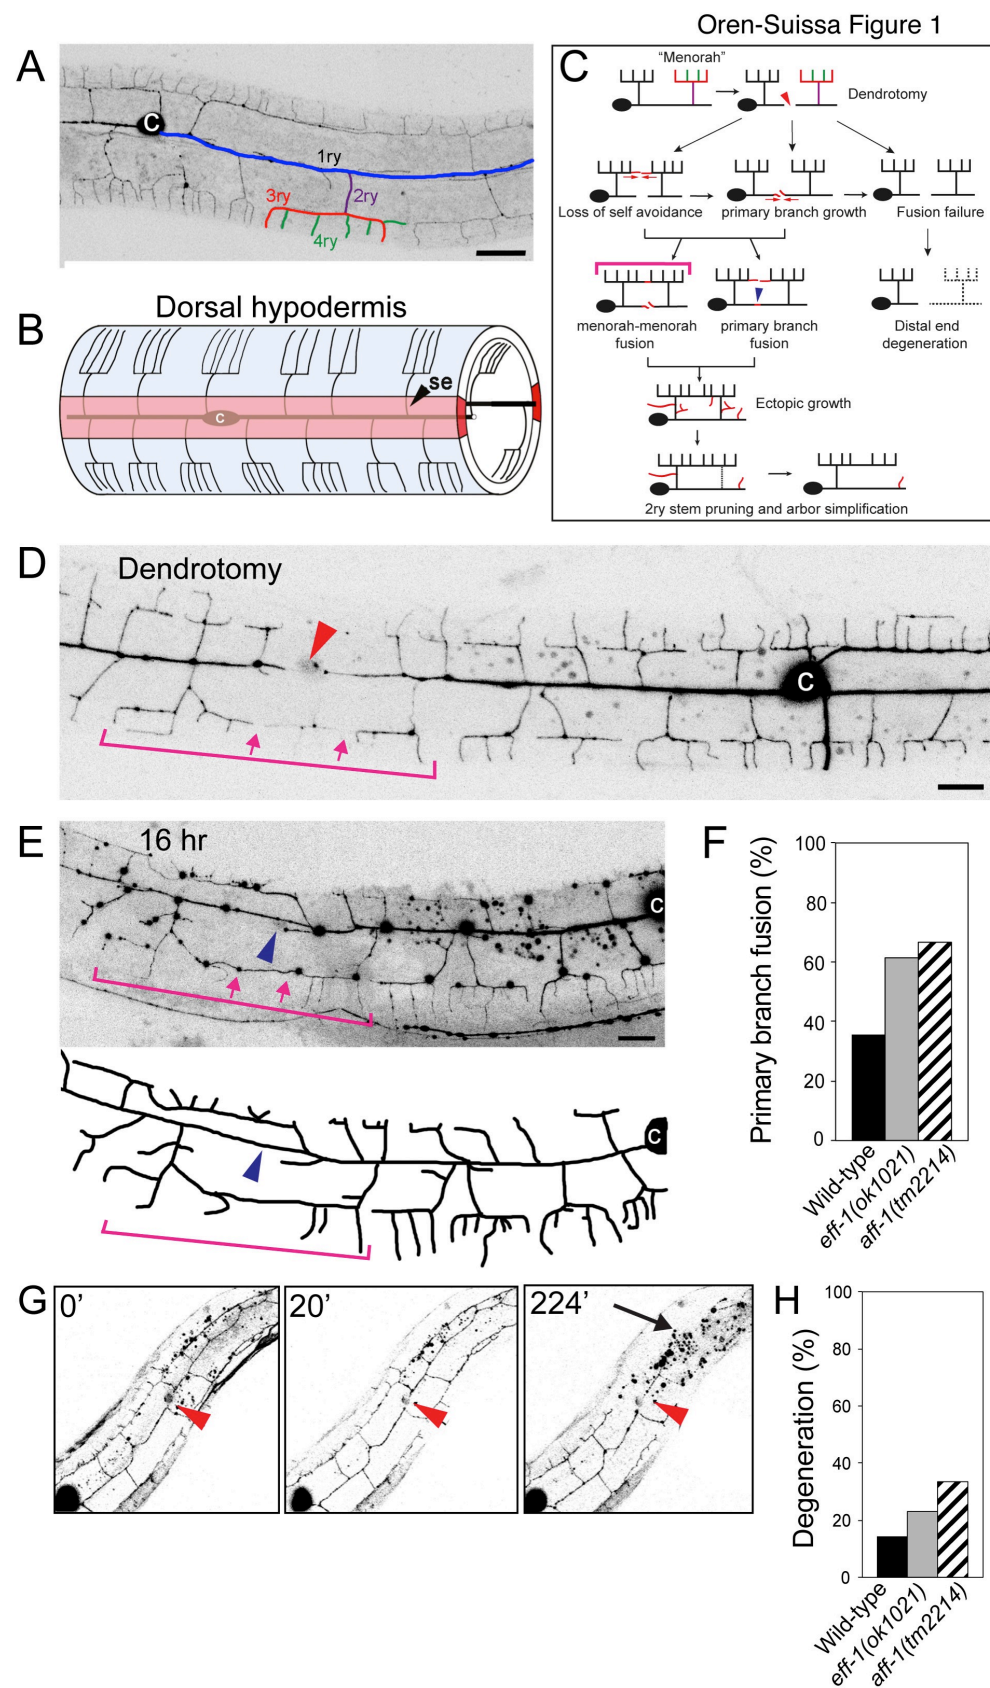 Oren-Suissa Figure 1
A
C
1ry
2ry
3ry
4ry
B
Dorsal hypodermis
se
c
C
"Menorah"
Dendrotomy
Loss of self avoidance
primary branch growth
Fusion failure
menorah-menorah
fusion
primary branch
fusion
Distal end
degeneration
Ectopic growth
2ry stem pruning and arbor simplification
D
Dendrotomy
C
E
16 hr
C
C
F
Primary branch fusion (%)
100
80
60
40
20
0
Wild-type
eff-1(ok1021)
aff-1(tm2214)
G
0'
20'
224'
H
Degeneration (%)
100
80
60
40
20
0
Wild-type
eff-1(ok1021)
aff-1(tm2214)